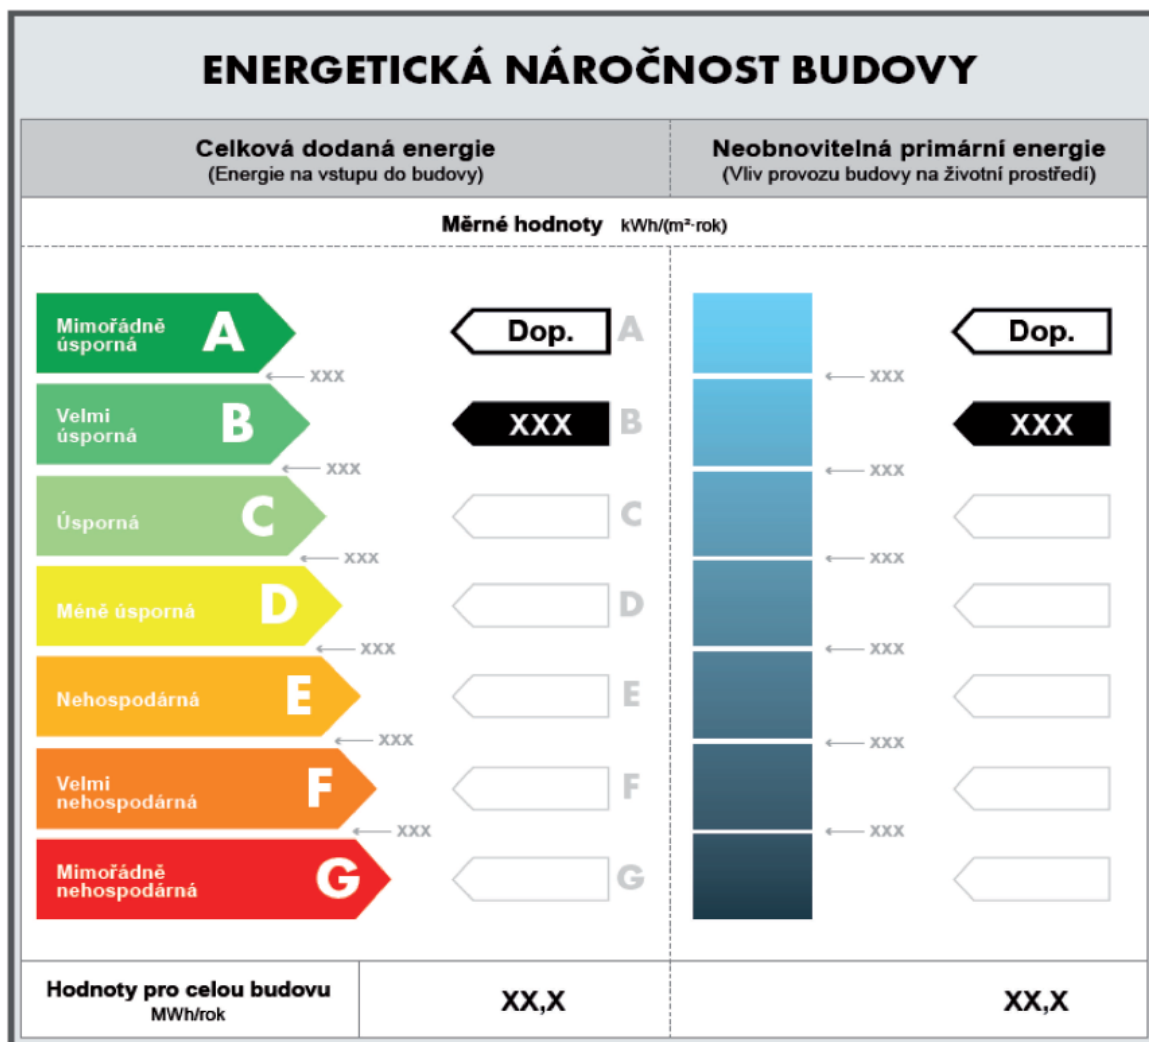 ENERGETICKÁ NÁROČNOST BUDOVY
Celková dodaná energie
(Energie na vstupu do budovy)
Neobnovitelná primární energie
(Vliv provozu budovy na životní prostředí)
Měrné hodnoty kWh/(m²·rok)
Mimořádně
úsporná
A
Dop.
A
Dop.
XXX
XXX
Velmi
úsporná
B
XXX
B
XXX
XXX
XXX
Úsporná
C
C
XXX
XXX
Méně úsporná
D
D
XXX
XXX
Nehospodárná
E
E
XXX
XXX
Velmi
nehospodárná
F
F
XXX
XXX
Mimořádně
nehospodárná
G
G
Hodnoty pro celou budovu
MWh/rok
XX,X
XX,X